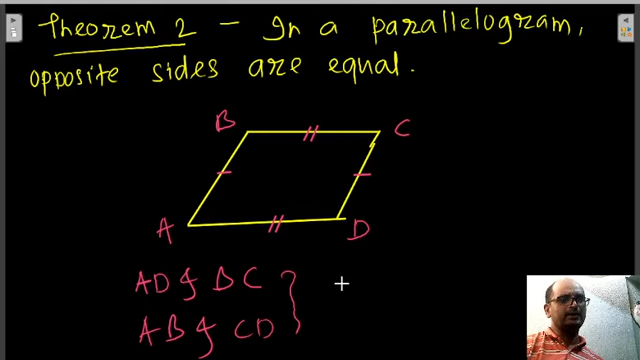 Theorem 2 - In a parallelogram,
opposite sides are equal.
B
C
A
D
AD & BC
AB & CD